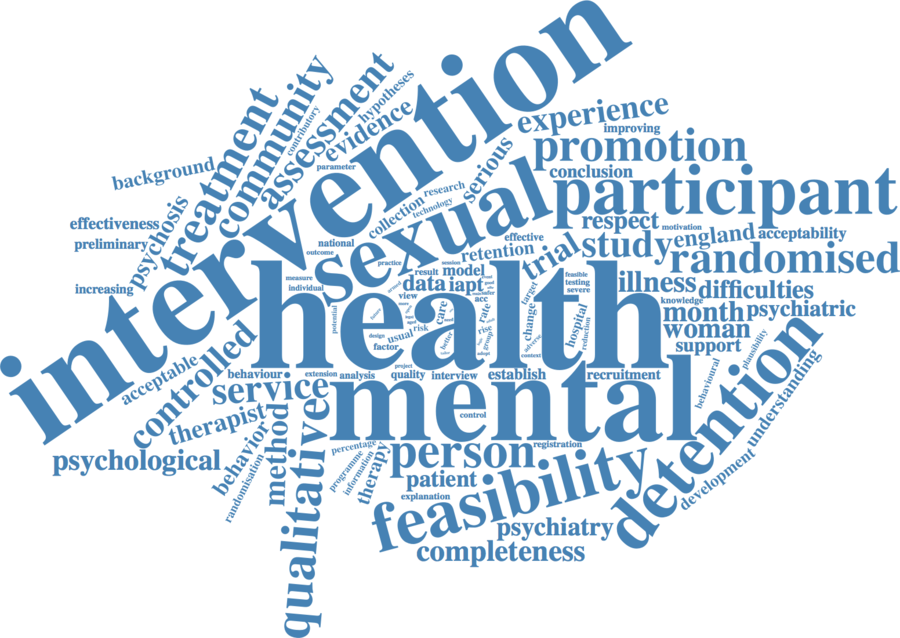 intervention
health
mental
sexual
participant
feasibility
detention
randomised
promotion
qualitative
treatment
community
assessment
evidence
hypotheses
contributory
background
parameter
experience
improving
serious
conclusion
collection
research
technology
respect
motivation
effectiveness
preliminary
psychosis
increasing
national
outcome
practice
session
effective
retention
trial
study
england
acceptability
measure
individual
result
model
data
iapt
view
acc
feasible
testing
severe
target
illness
difficulties
knowledge
month
psychiatric
woman
support
potential
care
rate
change
hospital
reduction
design
usual
risk
factor
better
rise
group
adopt
adverse
context
acceptable
controlled
behaviour
extension
analysis
project
quality
interview
establish
recruitment
service
therapist
control
behavioural
plausibility
understanding
development
psychological
behavior
randomisation
method
percentage
programme
information
therapy
person
registration
patient
explanation
psychiatry
completeness